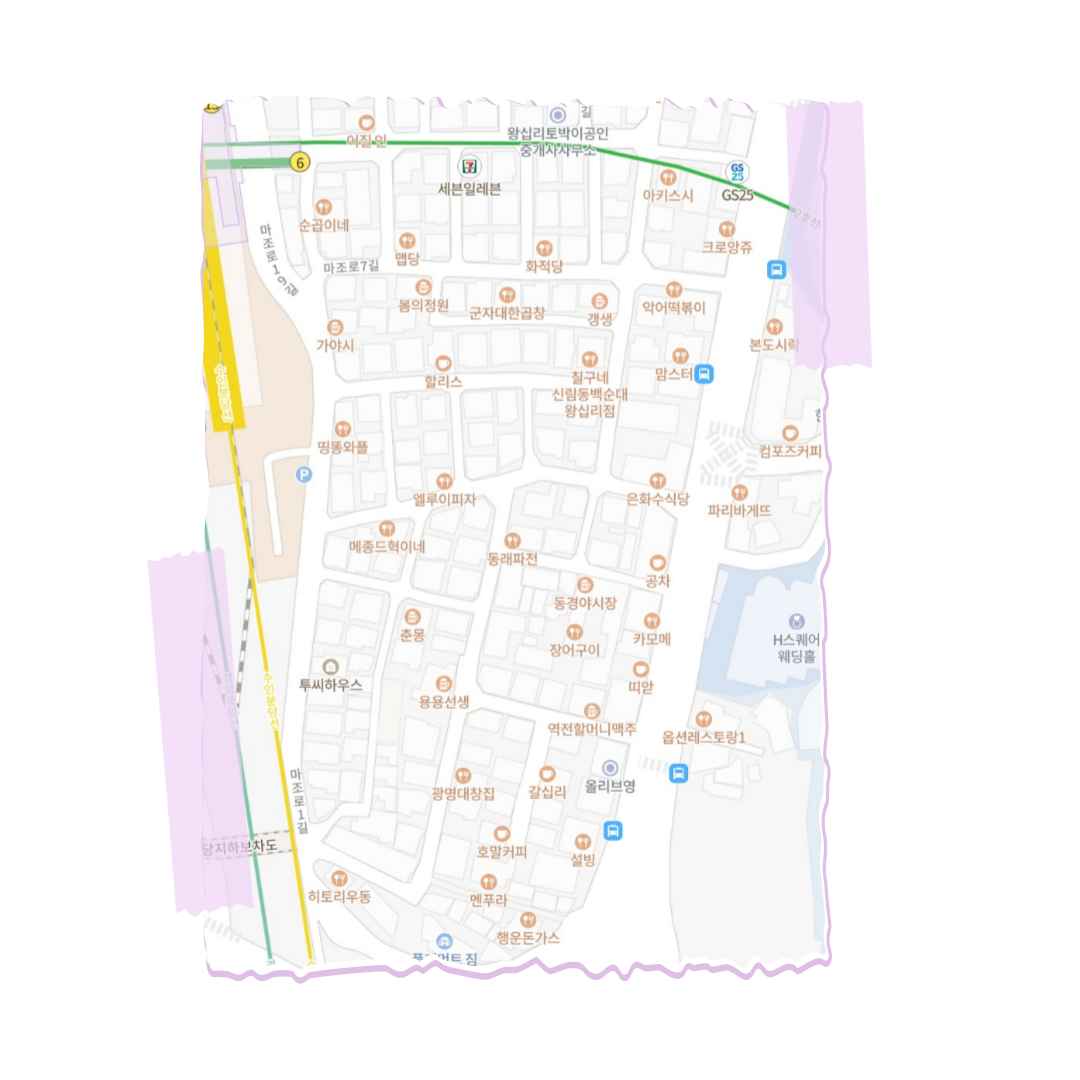 길
어질인
왕십리토박이공인
중개사사무소
6
세븐일레븐
GS
25
GS25
아키스시
2호선
순곱이네
마조로19길
맵당
화적당
크로앙쥬
마조로7길
봄의정원
군자대한곱창
갱생
악어떡볶이
가야시
본도시락
할리스
칠구네
신림동백순대
왕십리점
맘스터
수인분당선
띵똥와플
컴포즈커피
P
엘루이피자
은화수식당
파리바게뜨
메종드혁이네
동래파전
공차
동경야시장
춘몽
장어구이
카모메
H스퀘어
웨딩홀
투씨하우스
용용선생
띠앋
수인분당선
경의중앙선
역전할머니맥주
옵션레스토랑1
마조로1길
광명대창집
갈십리
올리브영
당지하보차도
호말커피
설빙
히토리우동
멘푸라
행운돈가스